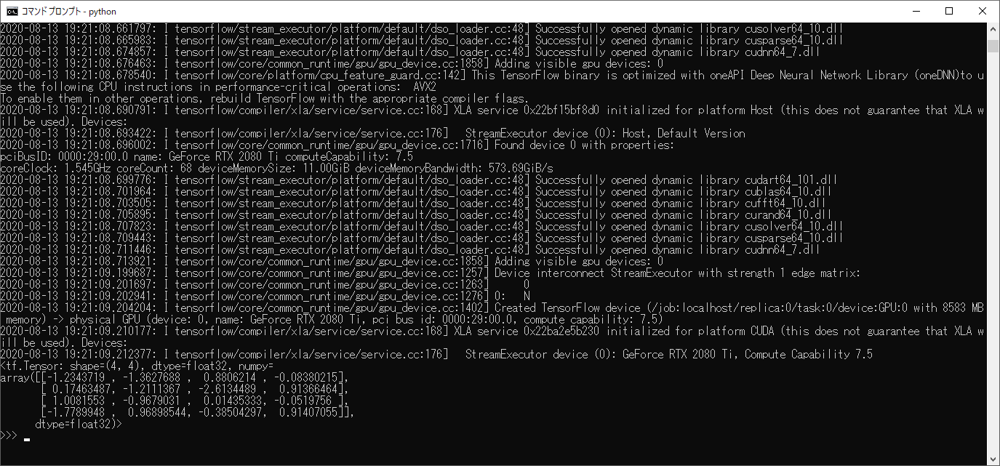 コマンド プロンプト - python
2020-08-13 19:21:08.661797: I tensorflow/stream_executor/platform/default/dso_loader.cc:48] Successfully opened dynamic library cusolver64_10.dll
2020-08-13 19:21:08.665983: I tensorflow/stream_executor/platform/default/dso_loader.cc:48] Successfully opened dynamic library cusparse64_10.dll
2020-08-13 19:21:08.674857: I tensorflow/stream_executor/platform/default/dso_loader.cc:48] Successfully opened dynamic library cudnn64_7.dll
2020-08-13 19:21:08.676463: I tensorflow/core/common_runtime/gpu/gpu_device.cc:1858] Adding visible gpu devices: 0
2020-08-13 19:21:08.678540: I tensorflow/core/platform/cpu_feature_guard.cc:142] This TensorFlow binary is optimized with oneAPI Deep Neural Network Library (oneDNN)to u
se the following CPU instructions in performance-critical operations:  AVX2
To enable them in other operations, rebuild TensorFlow with the appropriate compiler flags.
2020-08-13 19:21:08.690791: I tensorflow/compiler/xla/service/service.cc:168] XLA service 0x22bf15bf8d0 initialized for platform Host (this does not guarantee that XLA w
ill be used). Devices:
2020-08-13 19:21:08.693422: I tensorflow/compiler/xla/service/service.cc:176]   StreamExecutor device (0): Host, Default Version
2020-08-13 19:21:08.696002: I tensorflow/core/common_runtime/gpu/gpu_device.cc:1716] Found device 0 with properties:
pciBusID: 0000:29:00.0 name: GeForce RTX 2080 Ti computeCapability: 7.5
coreClock: 1.545GHz coreCount: 68 deviceMemorySize: 11.00GiB deviceMemoryBandwidth: 573.69GiB/s
2020-08-13 19:21:08.699776: I tensorflow/stream_executor/platform/default/dso_loader.cc:48] Successfully opened dynamic library cudart64_101.dll
2020-08-13 19:21:08.701964: I tensorflow/stream_executor/platform/default/dso_loader.cc:48] Successfully opened dynamic library cublas64_10.dll
2020-08-13 19:21:08.703505: I tensorflow/stream_executor/platform/default/dso_loader.cc:48] Successfully opened dynamic library cufft64_10.dll
2020-08-13 19:21:08.705895: I tensorflow/stream_executor/platform/default/dso_loader.cc:48] Successfully opened dynamic library curand64_10.dll
2020-08-13 19:21:08.707823: I tensorflow/stream_executor/platform/default/dso_loader.cc:48] Successfully opened dynamic library cusolver64_10.dll
2020-08-13 19:21:08.709443: I tensorflow/stream_executor/platform/default/dso_loader.cc:48] Successfully opened dynamic library cusparse64_10.dll
2020-08-13 19:21:08.711446: I tensorflow/stream_executor/platform/default/dso_loader.cc:48] Successfully opened dynamic library cudnn64_7.dll
2020-08-13 19:21:08.713921: I tensorflow/core/common_runtime/gpu/gpu_device.cc:1858] Adding visible gpu devices: 0
2020-08-13 19:21:09.199687: I tensorflow/core/common_runtime/gpu/gpu_device.cc:1257] Device interconnect StreamExecutor with strength 1 edge matrix:
2020-08-13 19:21:09.201697: I tensorflow/core/common_runtime/gpu/gpu_device.cc:1263]      0
2020-08-13 19:21:09.202941: I tensorflow/core/common_runtime/gpu/gpu_device.cc:1276] 0:   N
2020-08-13 19:21:09.204204: I tensorflow/core/common_runtime/gpu/gpu_device.cc:1402] Created TensorFlow device (/job:localhost/replica:0/task:0/device:GPU:0 with 8583 MB
 memory) -> physical GPU (device: 0, name: GeForce RTX 2080 Ti, pci bus id: 0000:29:00.0, compute capability: 7.5)
2020-08-13 19:21:09.210177: I tensorflow/compiler/xla/service/service.cc:168] XLA service 0x22ba2e5b230 initialized for platform CUDA (this does not guarantee that XLA w
ill be used). Devices:
2020-08-13 19:21:09.212377: I tensorflow/compiler/xla/service/service.cc:176]   StreamExecutor device (0): GeForce RTX 2080 Ti, Compute Capability 7.5
<tf.Tensor: shape=(4, 4), dtype=float32, numpy=
array([[-1.2343719 , -1.3627688 ,  0.8806214 , -0.08380215],
       [ 0.17463487, -1.2111367 , -2.6134489 ,  0.91366464],
       [ 1.0081553 , -0.9679031 ,  0.01435333, -0.0519756 ],
       [-1.7789948 ,  0.96898544, -0.38504297,  0.91407055]],
      dtype=float32)>
>>>